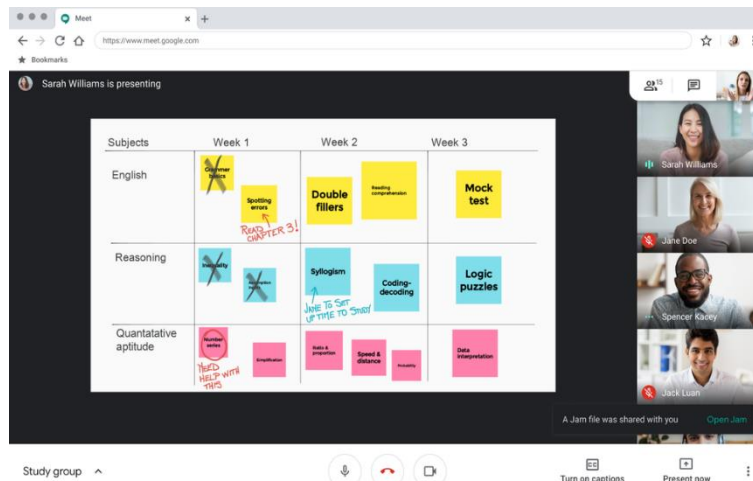 Meet
https://www.meet.google.com
Bookmarks
Sarah Williams is presenting
15
Subjects Week 1 Week 2 Week 3
English
Grammar
Spotting
errors
READ
CHAPTER 3!
Double
fillers
Reading
comprehension
Mock
test
Reasoning
Inequality
Syllogism
JANE TO SET
UP TIME TO STUDY
Coding-
decoding
Logic
puzzles
Quantatative
aptitude
Number
series
NEED
HELP WITH
THIS
Simplification
Ratio &
proportion
Speed &
distance
Probability
Data
interpretation
Sarah Williams
Jane Doe
Spencer Kacey
Jack Luan
A Jam file was shared with you Open Jam
Study group
CC
Turn on captions
Present now